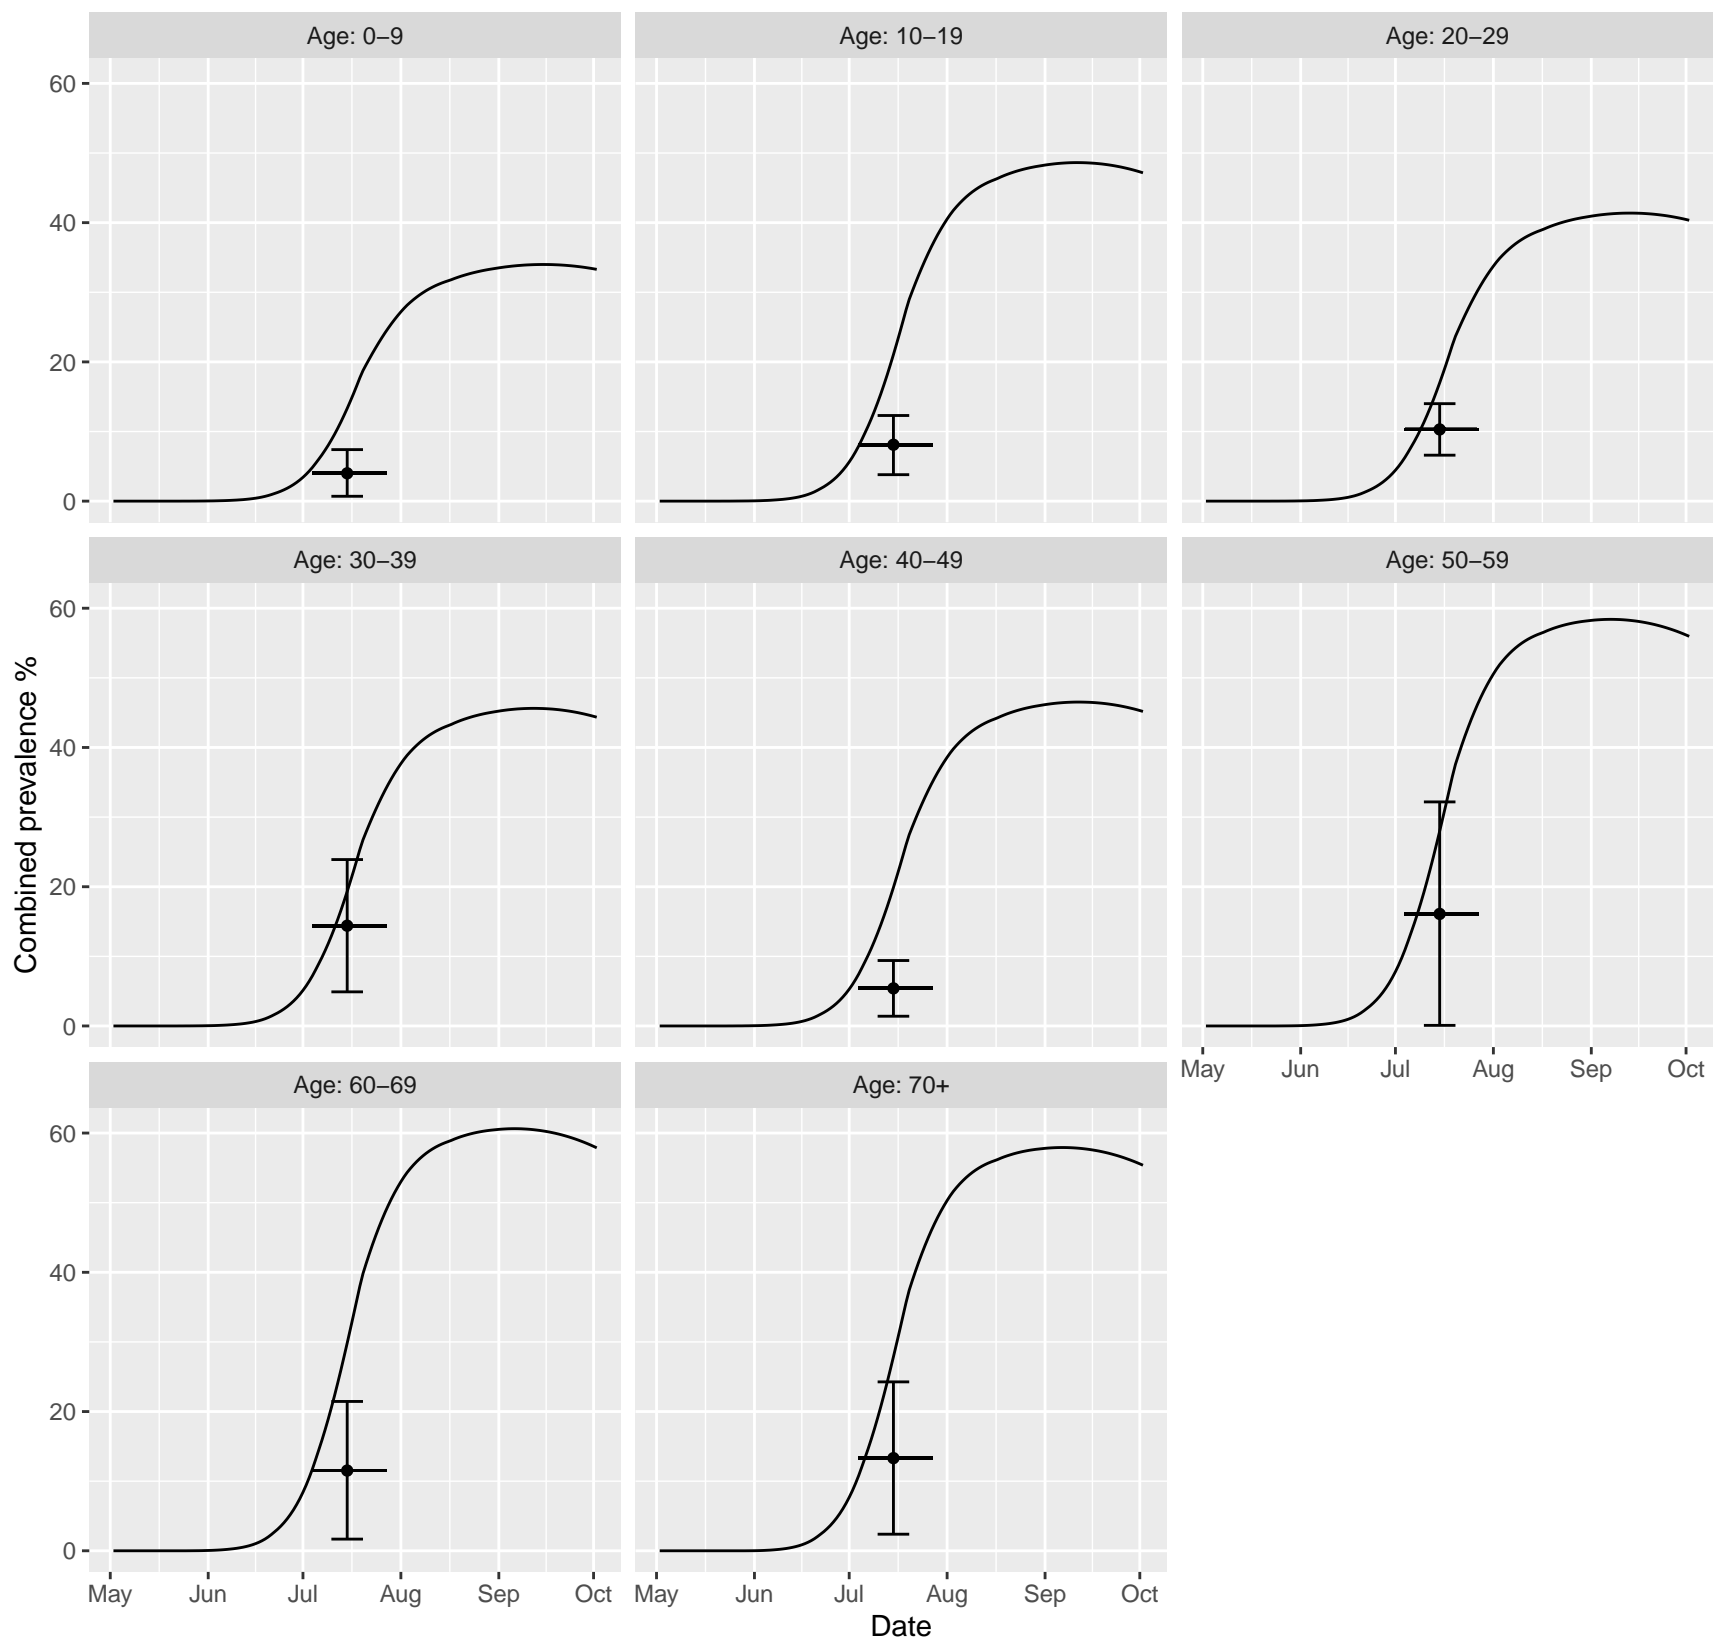 Age: 0–9
Age: 10–19
Age: 20–29
60
40
20
0
Age: 30–39
Age: 40–49
Age: 50–59
60
40
20
0
May Jun Jul Aug Sep Oct
Age: 60–69
Age: 70+
60
40
20
0
May Jun Jul Aug Sep Oct
May Jun Jul Aug Sep Oct
Date
Combined prevalence %